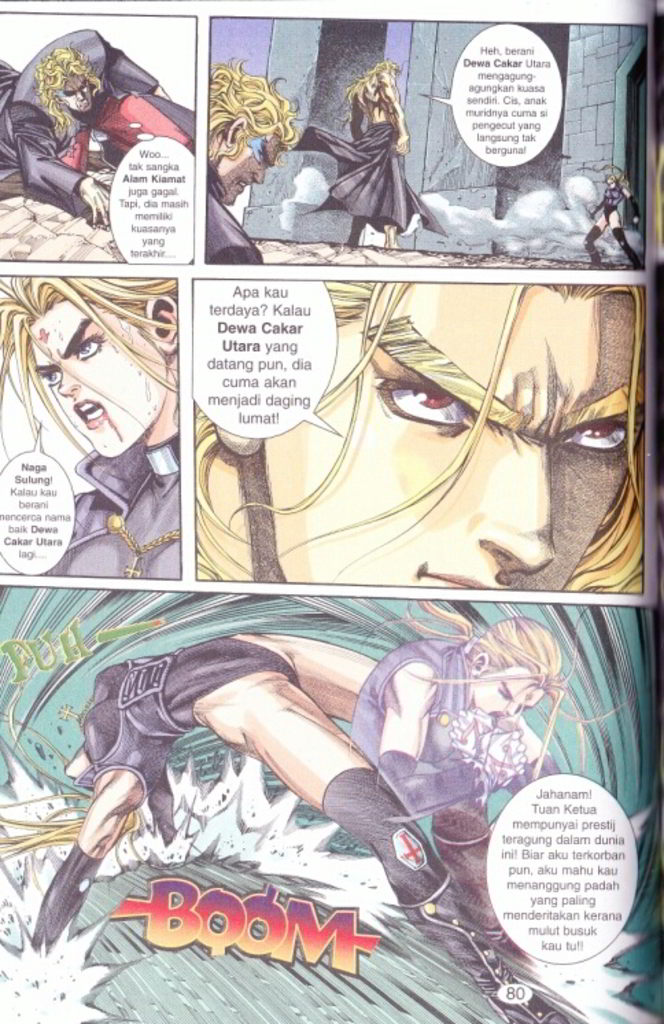 Woo...
tak sangka
Alam Kiamat
juga gagal.
Tapi, dia masih
memiliki
kuasanya
yang
terakhir....
Heh, berani
Dewa Cakar Utara
mengagung-
agungkan kuasa
sendiri. Cis, anak
muridnya cuma si
pengecut yang
langsung tak
berguna!
Naga
Sulung!
Kalau kau
berani
mencerca nama
baik Dewa
Cakar Utara
lagi....
Apa kau
terdaya? Kalau
Dewa Cakar
Utara yang
datang pun, dia
cuma akan
menjadi daging
lumat!
PUH
BOOM
Jahanam!
Tuan Ketua
mempunyai prestij
teragung dalam dunia
ini! Biar aku terkorban
pun, aku mahu kau
menanggung padah
yang paling
menderitakan kerana
mulut busuk
kau tu!!
80